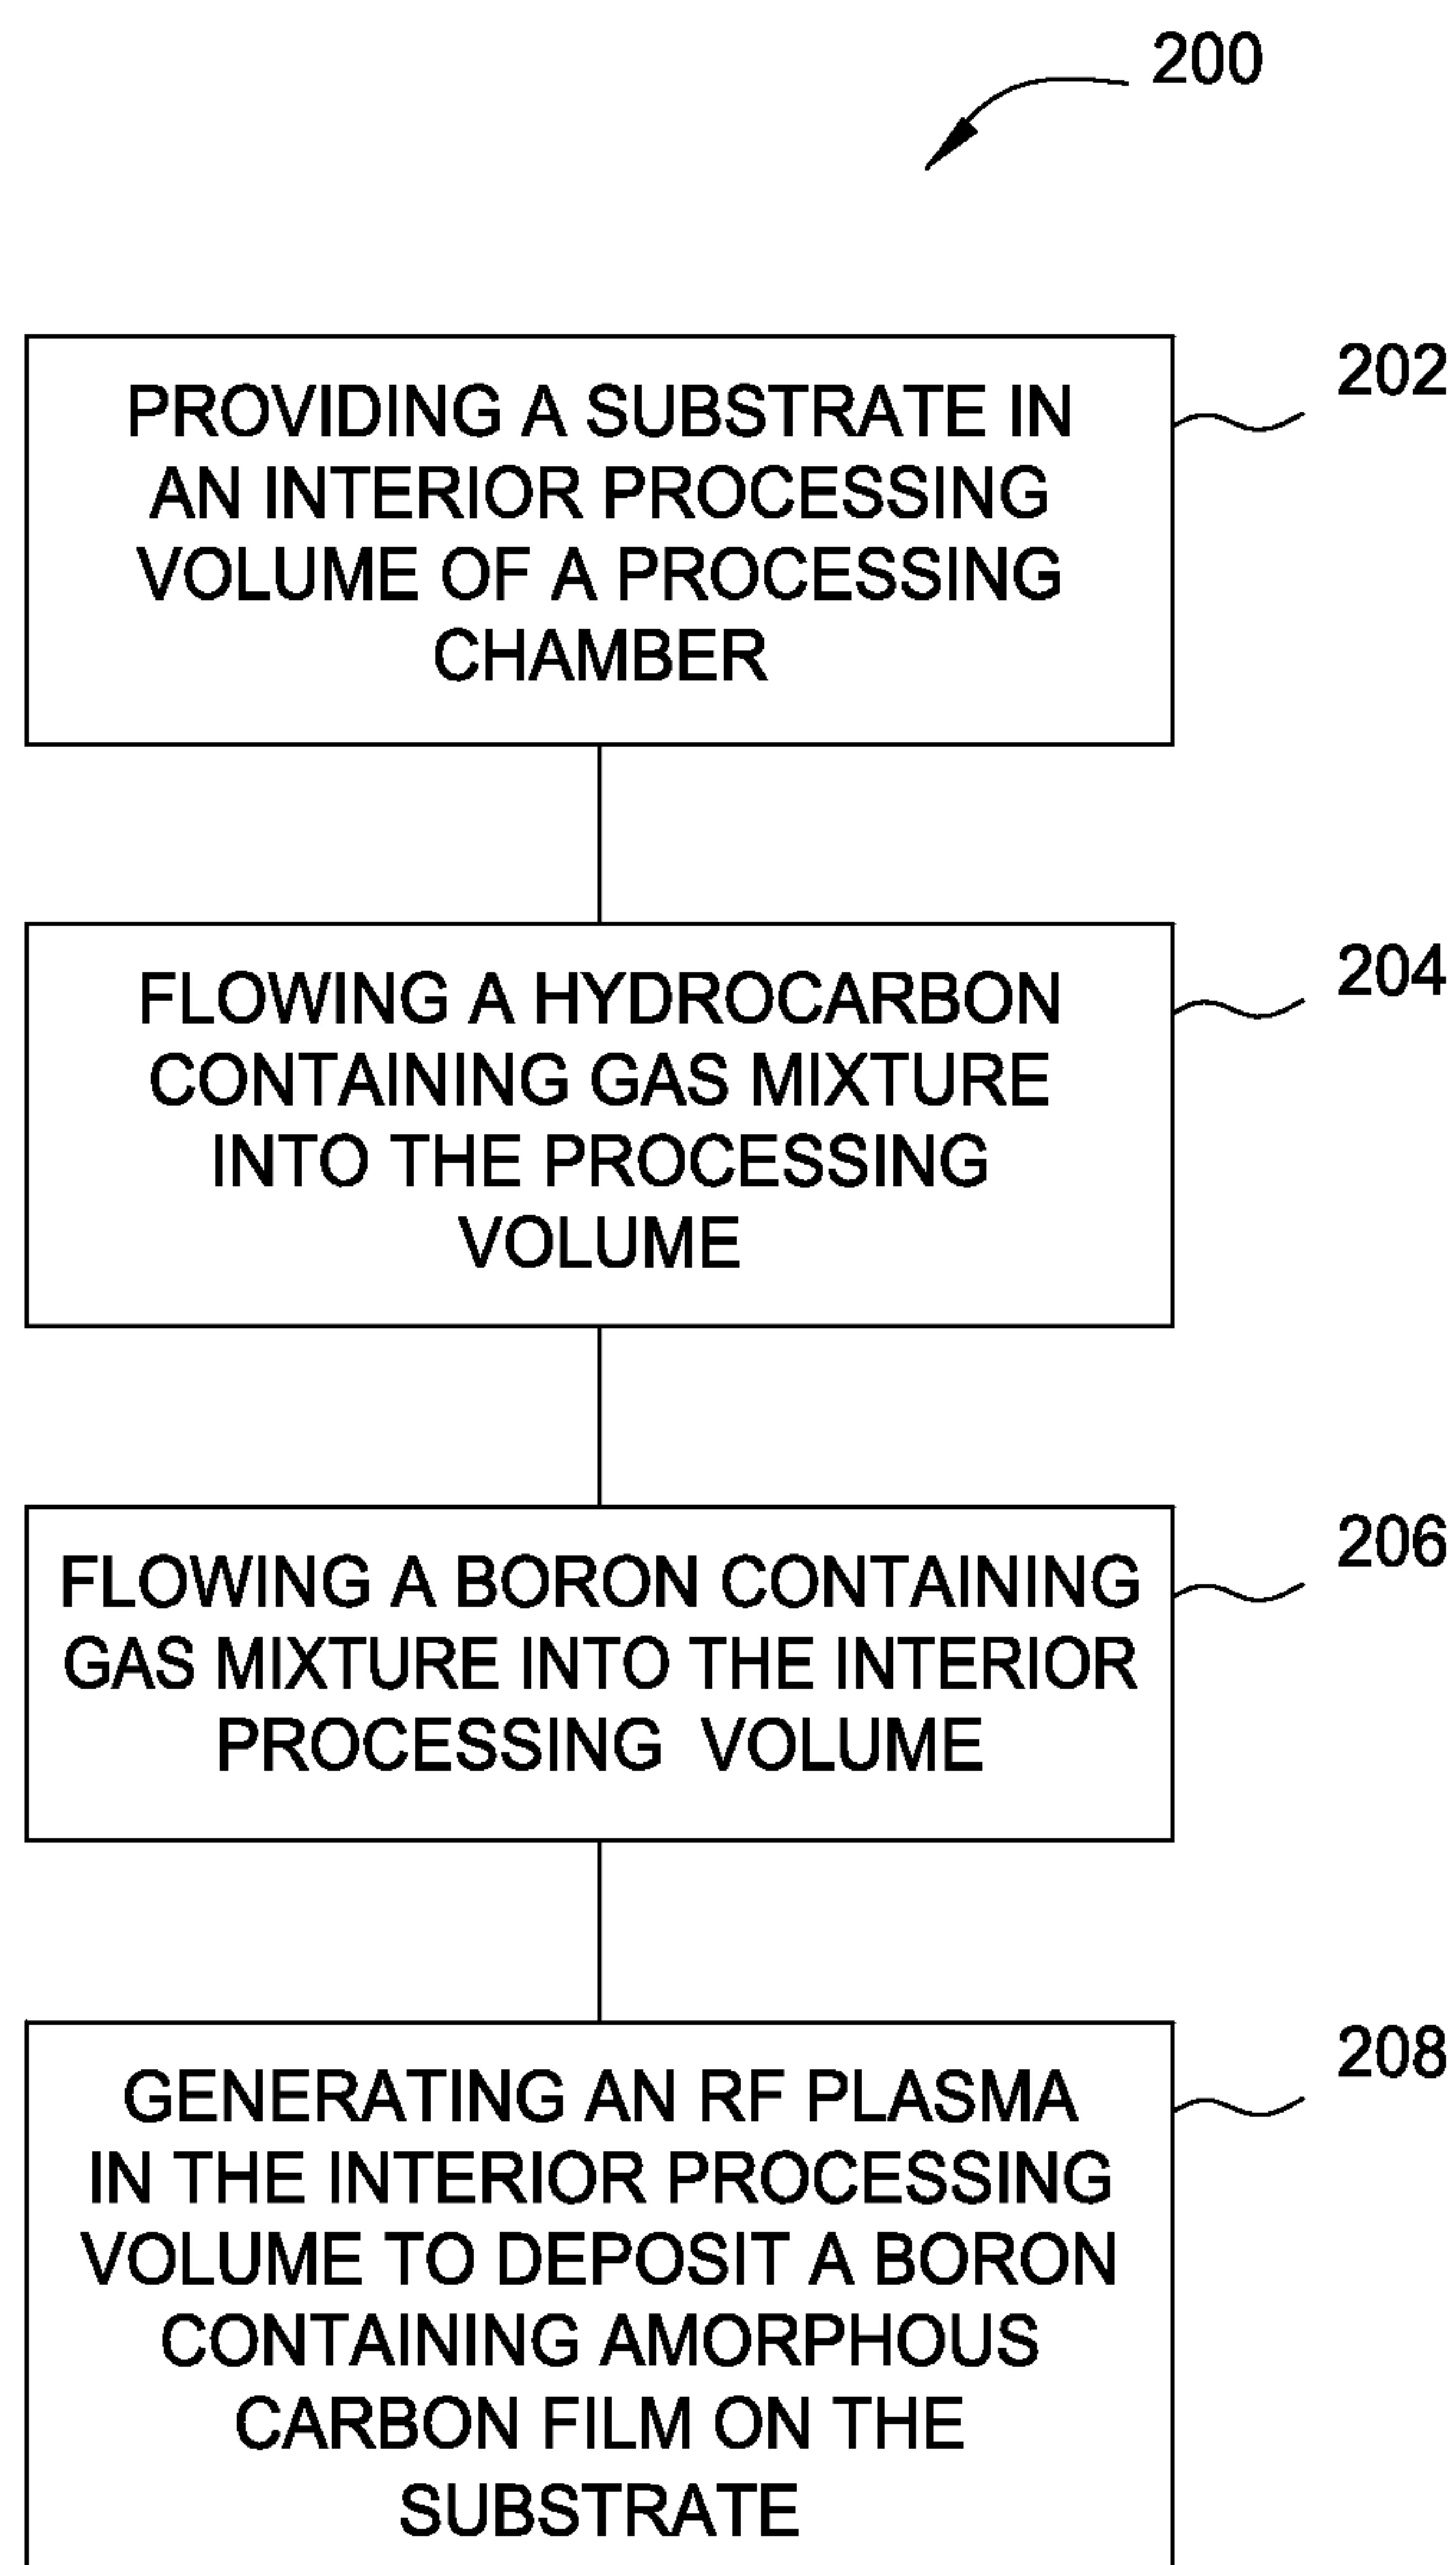 200
PROVIDING A SUBSTRATE IN
AN INTERIOR PROCESSING
VOLUME OF A PROCESSING
CHAMBER
202
FLOWING A HYDROCARBON
CONTAINING GAS MIXTURE
INTO THE PROCESSING
VOLUME
204
FLOWING A BORON CONTAINING
GAS MIXTURE INTO THE INTERIOR
PROCESSING VOLUME
206
GENERATING AN RF PLASMA
IN THE INTERIOR PROCESSING
VOLUME TO DEPOSIT A BORON
CONTAINING AMORPHOUS
CARBON FILM ON THE
SUBSTRATE
208